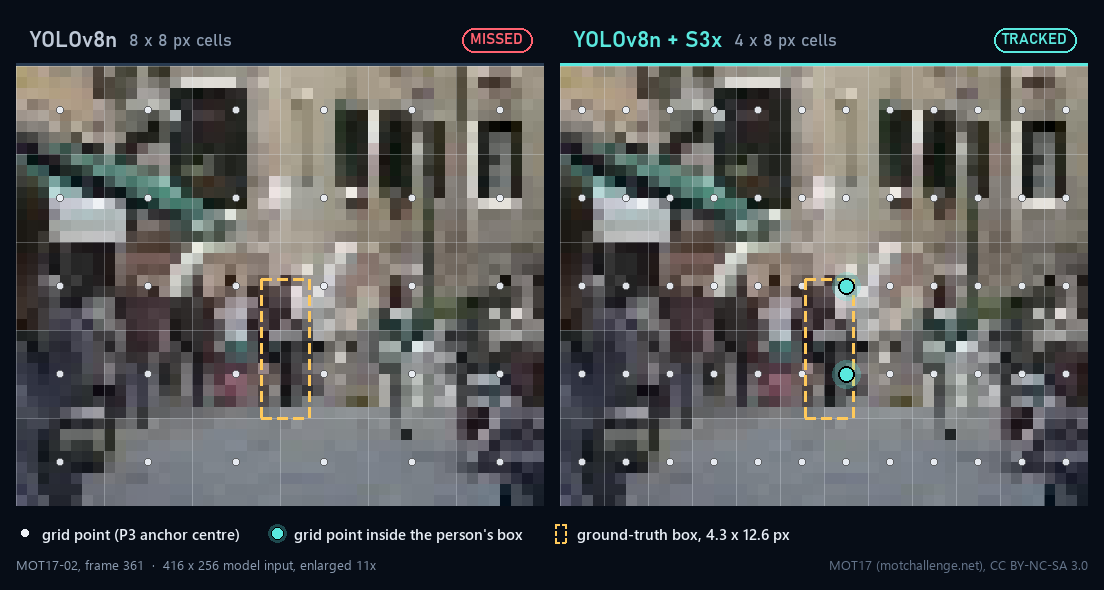 YOLOv8n 8 x 8 px cells MISSED
YOLOv8n + S3x 4 x 8 px cells TRACKED
grid point (P3 anchor centre) grid point inside the person's box ground-truth box, 4.3 x 12.6 px
MOT17-02, frame 361 · 416 x 256 model input, enlarged 11x
MOT17 (motchallenge.net), CC BY-NC-SA 3.0